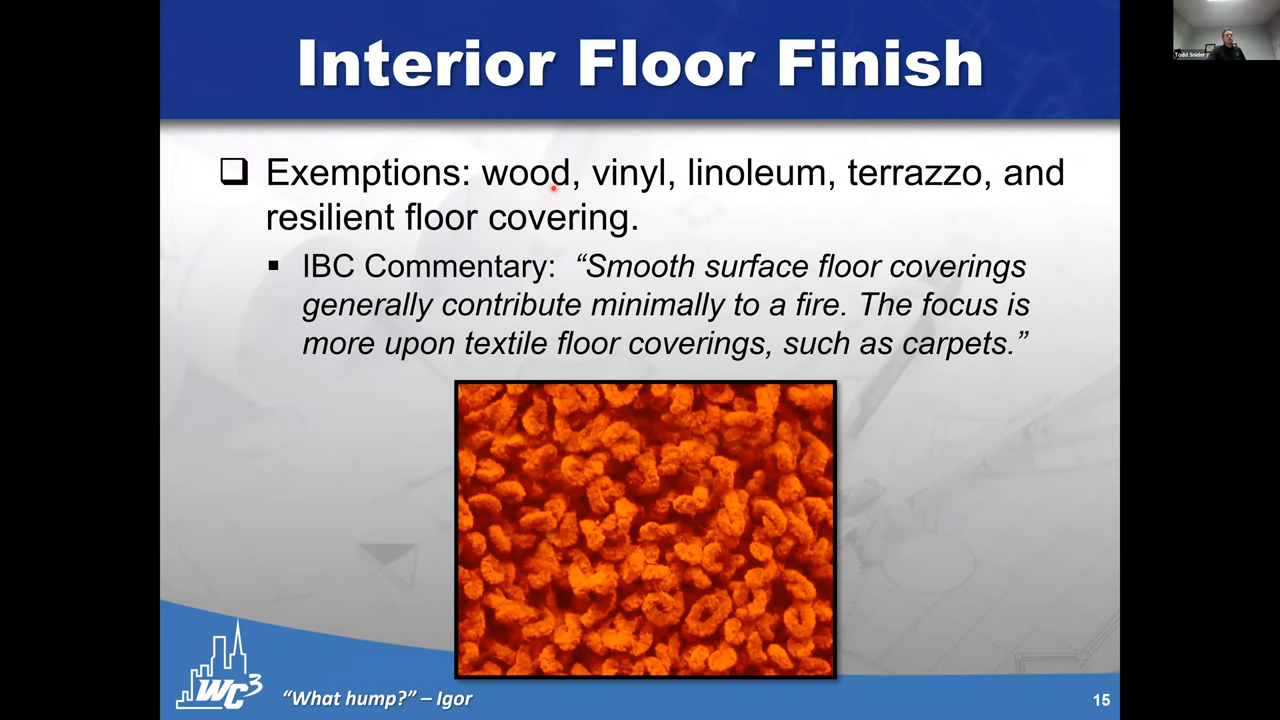 Interior Floor Finish
Todd Snider
Exemptions: wood, vinyl, linoleum, terrazzo, and
resilient floor covering.
IBC Commentary: “Smooth surface floor coverings
generally contribute minimally to a fire. The focus is
more upon textile floor coverings, such as carpets.”
WC3
“What hump?” – Igor
15